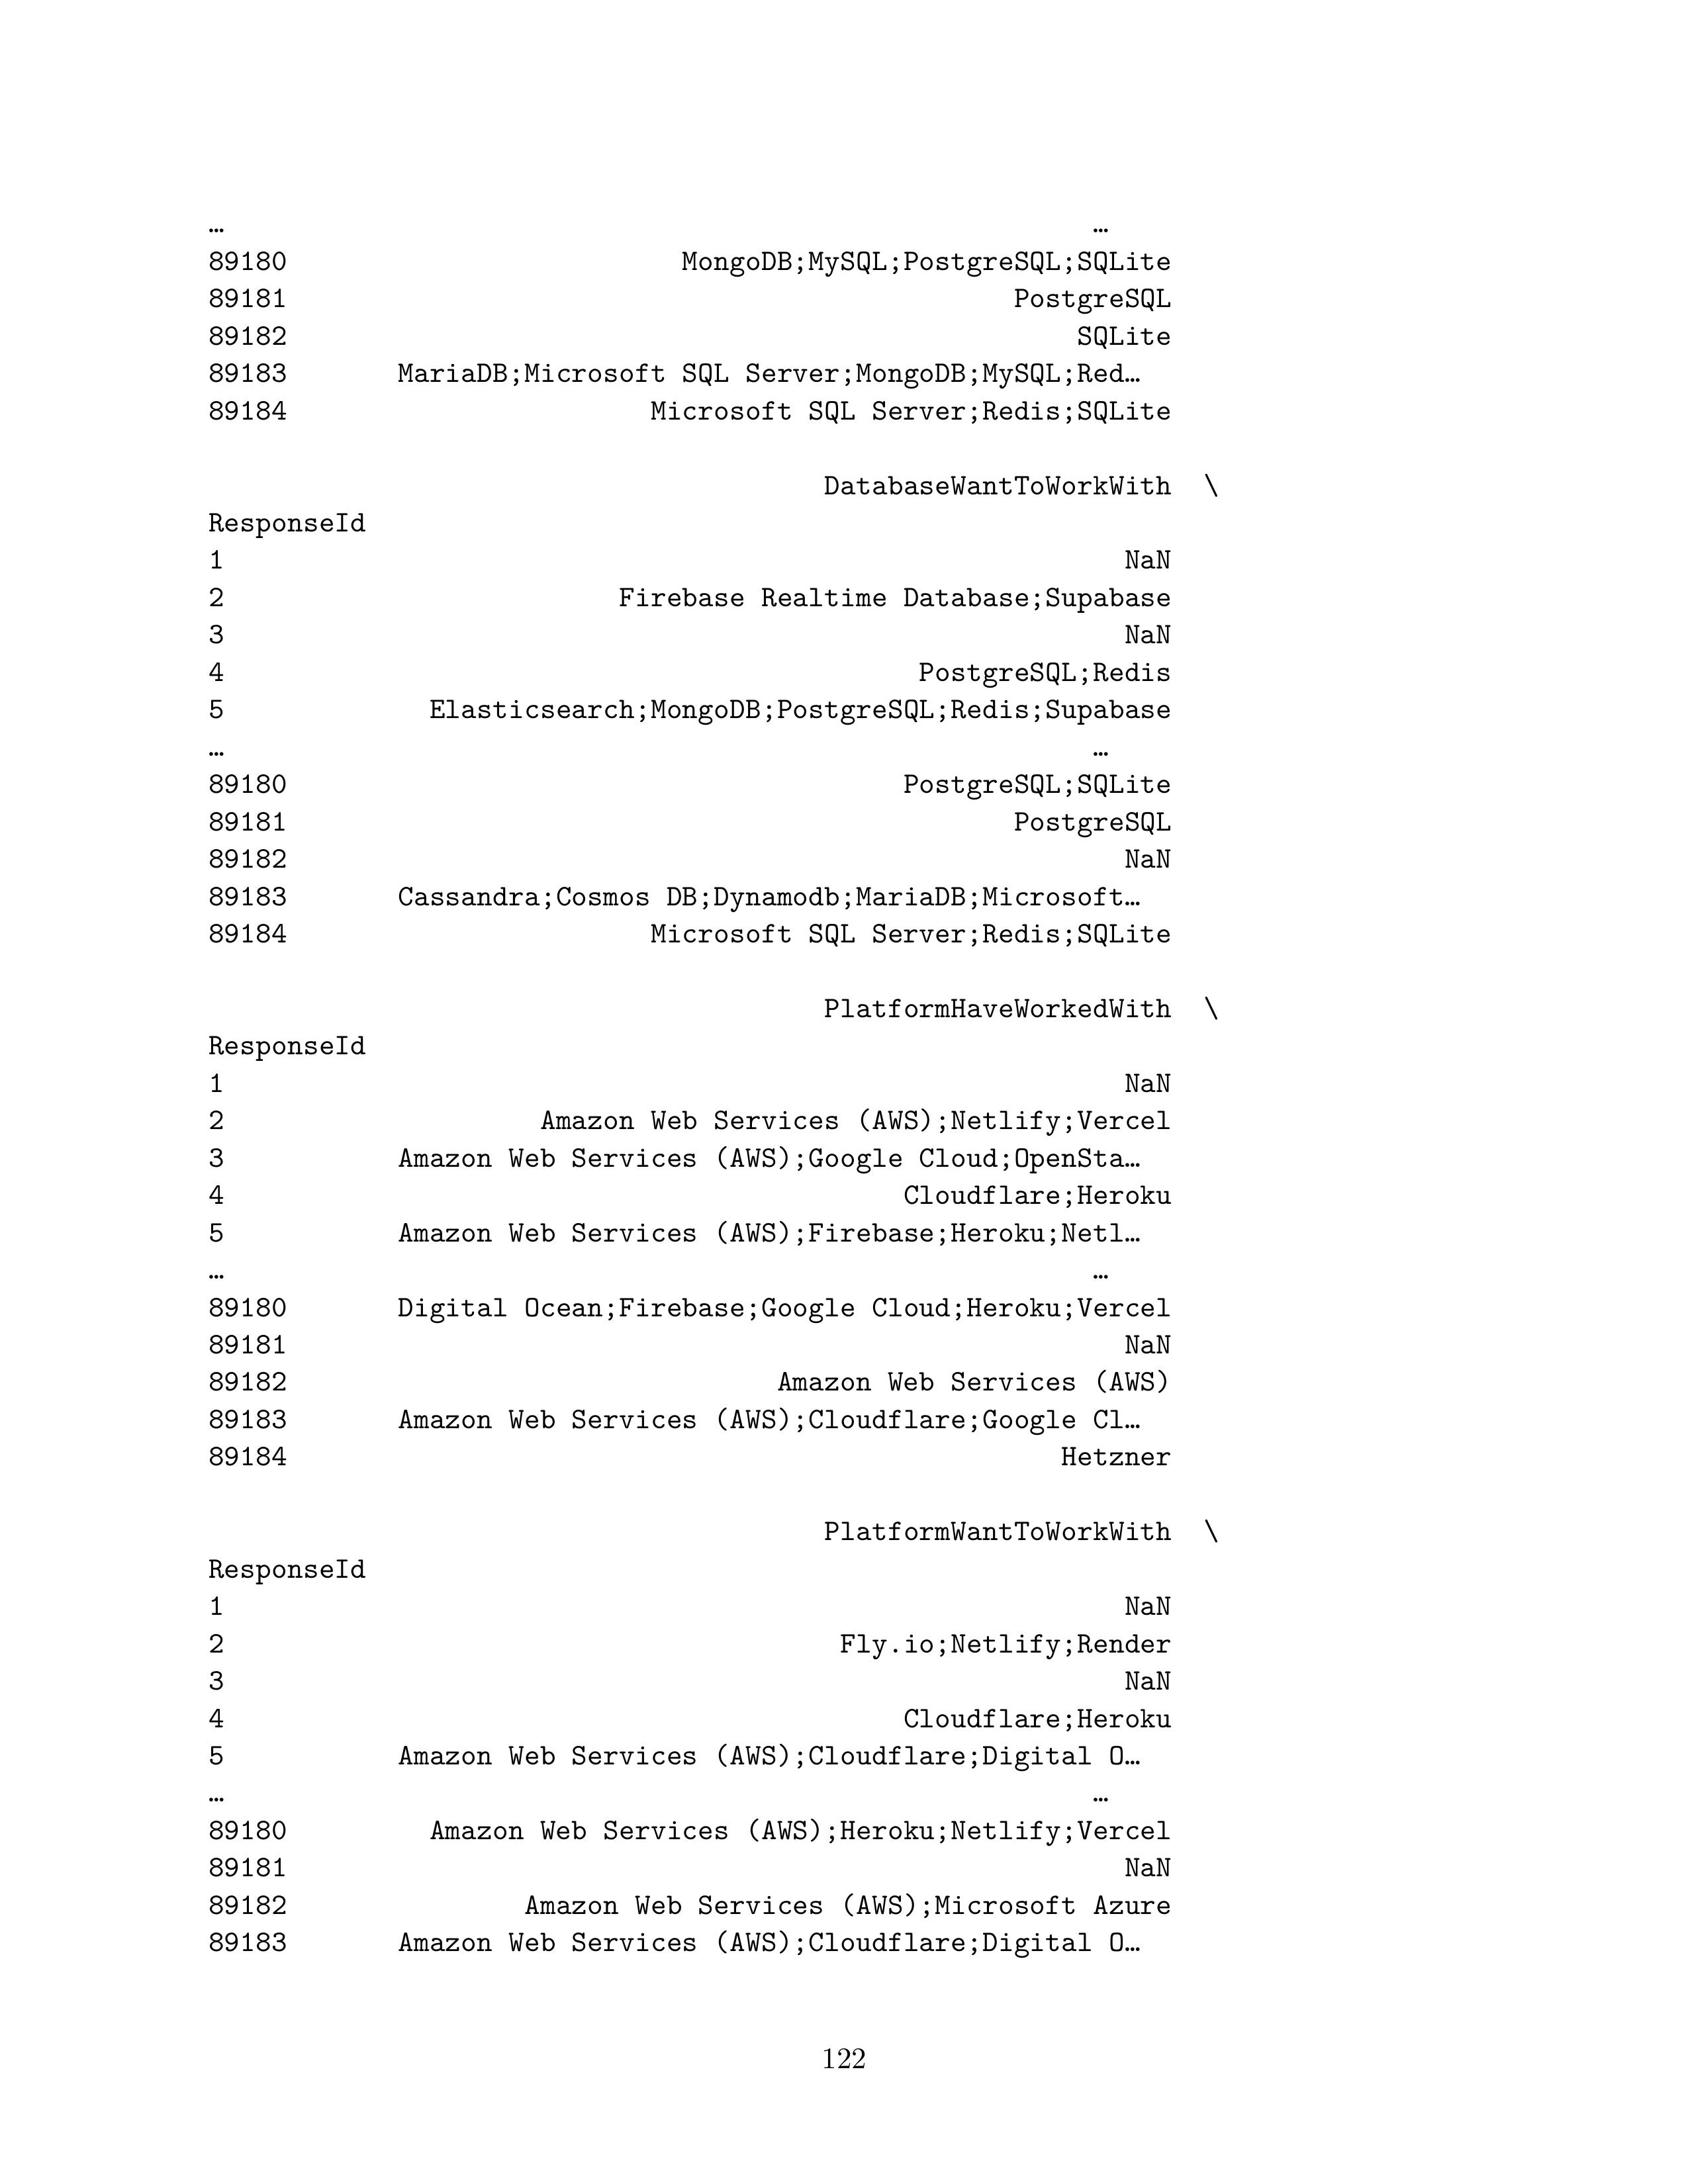 … …
89180 MongoDB;MySQL;PostgreSQL;SQLite
89181 PostgreSQL
89182 SQLite
89183 MariaDB;Microsoft SQL Server;MongoDB;MySQL;Red…
89184 Microsoft SQL Server;Redis;SQLite
DatabaseWantToWorkWith \
ResponseId
1 NaN
2 Firebase Realtime Database;Supabase
3 NaN
4 PostgreSQL;Redis
5 Elasticsearch;MongoDB;PostgreSQL;Redis;Supabase
… …
89180 PostgreSQL;SQLite
89181 PostgreSQL
89182 NaN
89183 Cassandra;Cosmos DB;Dynamodb;MariaDB;Microsoft…
89184 Microsoft SQL Server;Redis;SQLite
PlatformHaveWorkedWith \
ResponseId
1 NaN
2 Amazon Web Services (AWS);Netlify;Vercel
3 Amazon Web Services (AWS);Google Cloud;OpenSta…
4 Cloudflare;Heroku
5 Amazon Web Services (AWS);Firebase;Heroku;Netl…
… …
89180 Digital Ocean;Firebase;Google Cloud;Heroku;Vercel
89181 NaN
89182 Amazon Web Services (AWS)
89183 Amazon Web Services (AWS);Cloudflare;Google Cl…
89184 Hetzner
PlatformWantToWorkWith \
ResponseId
1 NaN
2 Fly.io;Netlify;Render
3 NaN
4 Cloudflare;Heroku
5 Amazon Web Services (AWS);Cloudflare;Digital O…
… …
89180 Amazon Web Services (AWS);Heroku;Netlify;Vercel
89181 NaN
89182 Amazon Web Services (AWS);Microsoft Azure
89183 Amazon Web Services (AWS);Cloudflare;Digital O…
122